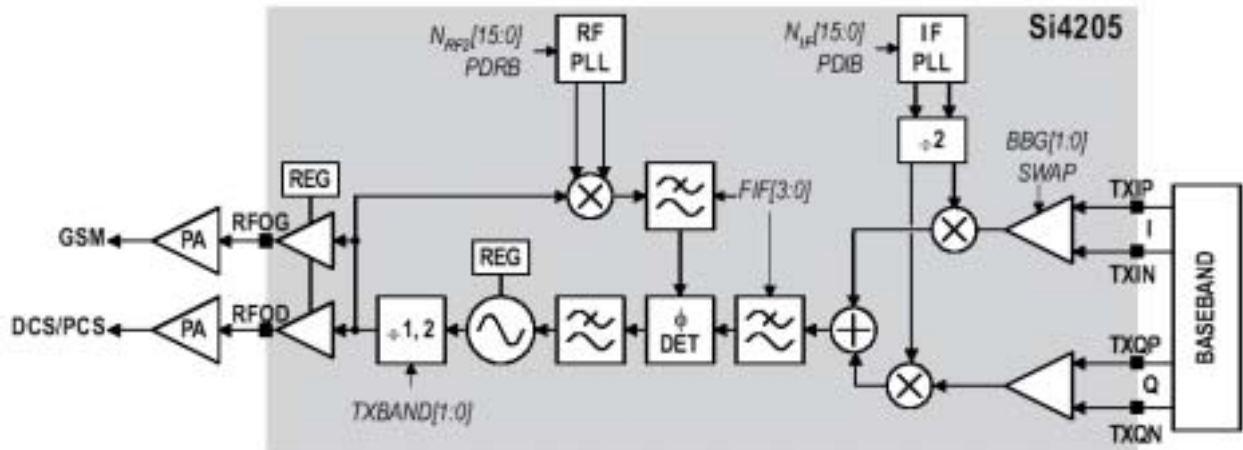 Si4205
N_RF2[15:0]
PDRB
RF
PLL
N_IF[15:0]
PDIB
IF
PLL
÷2
BBG[1:0]
SWAP
REG
FIF[3:0]
TXIP
I
TXIN
GSM
PA
RFOG
REG
DCS/PCS
PA
RFOD
÷1, 2
ϕ
DET
TXBAND[1:0]
TXQP
Q
TXQN
BASEBAND